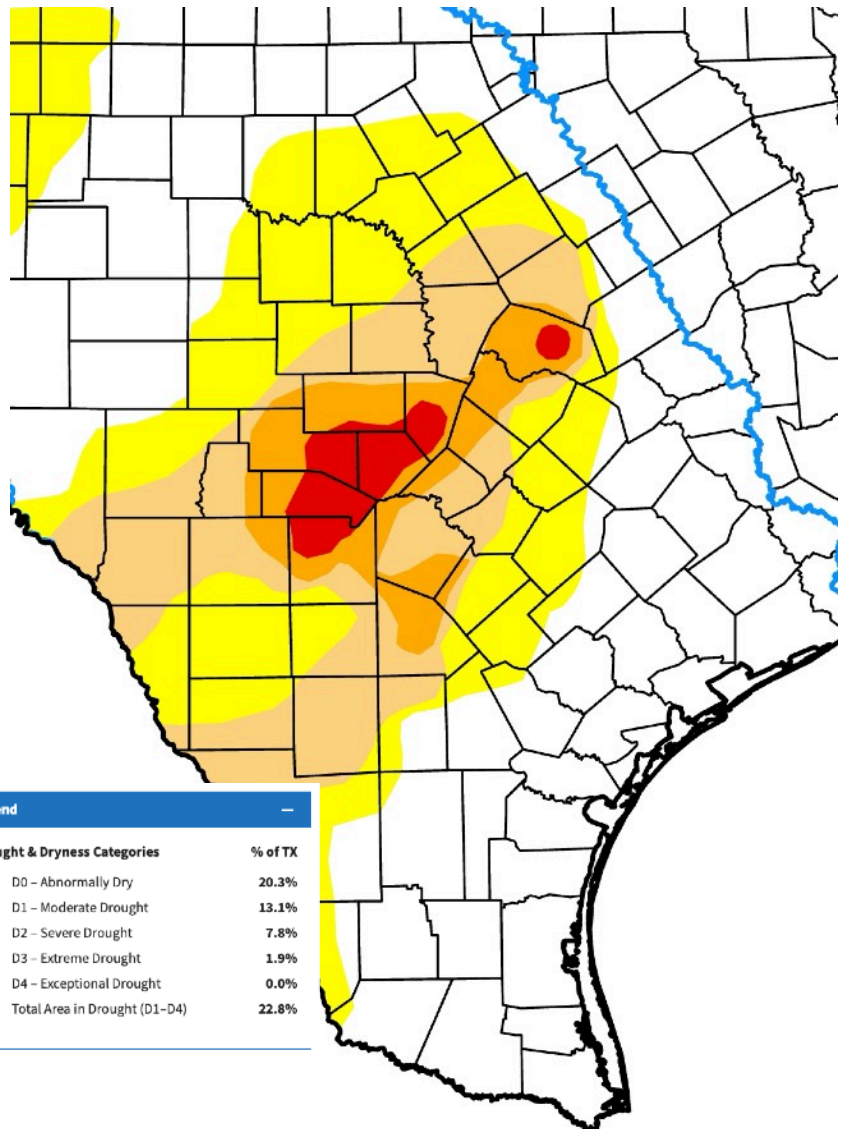 end –
ught & Dryness Categories % of TX
D0 – Abnormally Dry 20.3%
D1 – Moderate Drought 13.1%
D2 – Severe Drought 7.8%
D3 – Extreme Drought 1.9%
D4 – Exceptional Drought 0.0%
Total Area in Drought (D1–D4) 22.8%